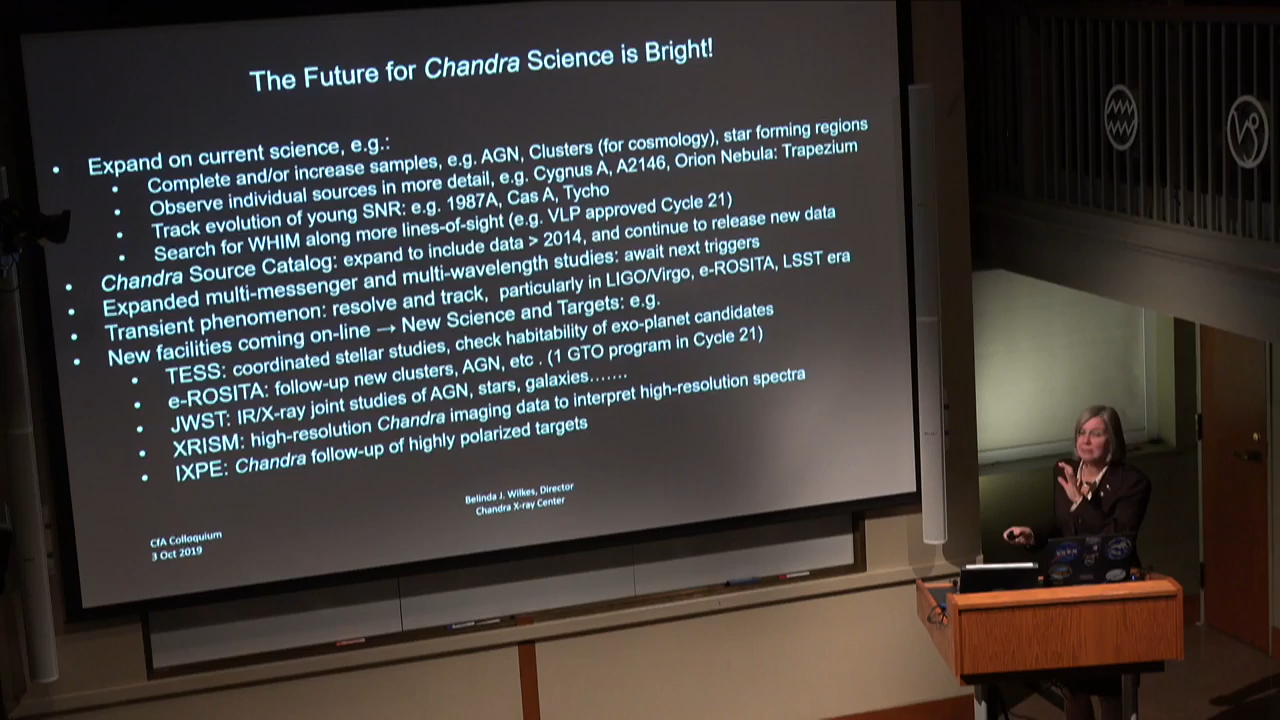 The Future for Chandra Science is Bright!
• Expand on current science, e.g.:
• Complete and/or increase samples, e.g. AGN, Clusters (for cosmology), star forming regions
• Observe individual sources in more detail, e.g. Cygnus A, A2146, Orion Nebula: Trapezium
• Track evolution of young SNR: e.g. 1987A, Cas A, Tycho
• Search for WHIM along more lines-of-sight (e.g. VLP approved Cycle 21)
• Chandra Source Catalog: expand to include data > 2014, and continue to release new data
• Expanded multi-messenger and multi-wavelength studies: await next triggers
• Transient phenomenon: resolve and track, particularly in LIGO/Virgo, e-ROSITA, LSST era
• New facilities coming on-line → New Science and Targets: e.g.
• TESS: coordinated stellar studies, check habitability of exo-planet candidates
• e-ROSITA: follow-up new clusters, AGN, etc . (1 GTO program in Cycle 21)
• JWST: IR/X-ray joint studies of AGN, stars, galaxies…….
• XRISM: high-resolution Chandra imaging data to interpret high-resolution spectra
• IXPE: Chandra follow-up of highly polarized targets
Belinda J. Wilkes, Director
Chandra X-ray Center
CfA Colloquium
3 Oct 2019
NASA